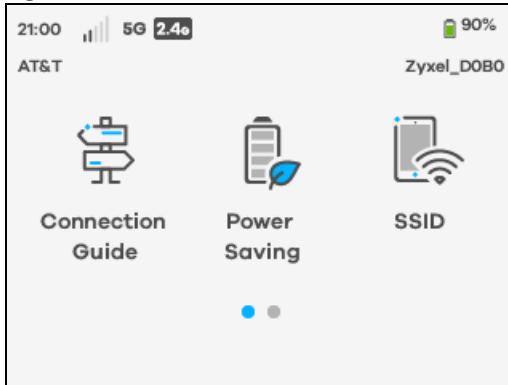 21:00 5G 2.4G 90%
AT&T Zyxel_D0B0
Connection Guide
Power Saving
SSID